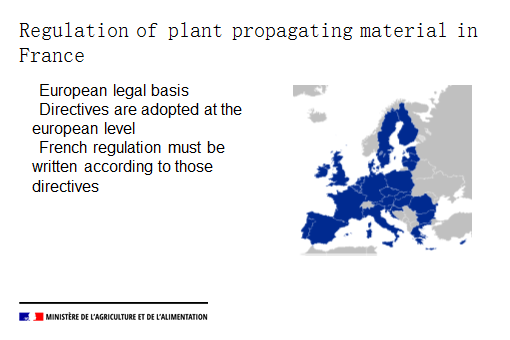 Regulation of plant propagating material in
France
European legal basis
Directives are adopted at the
european level
French regulation must be
written according to those
directives
MINISTÈRE DE L'AGRICULTURE ET DE L'ALIMENTATION